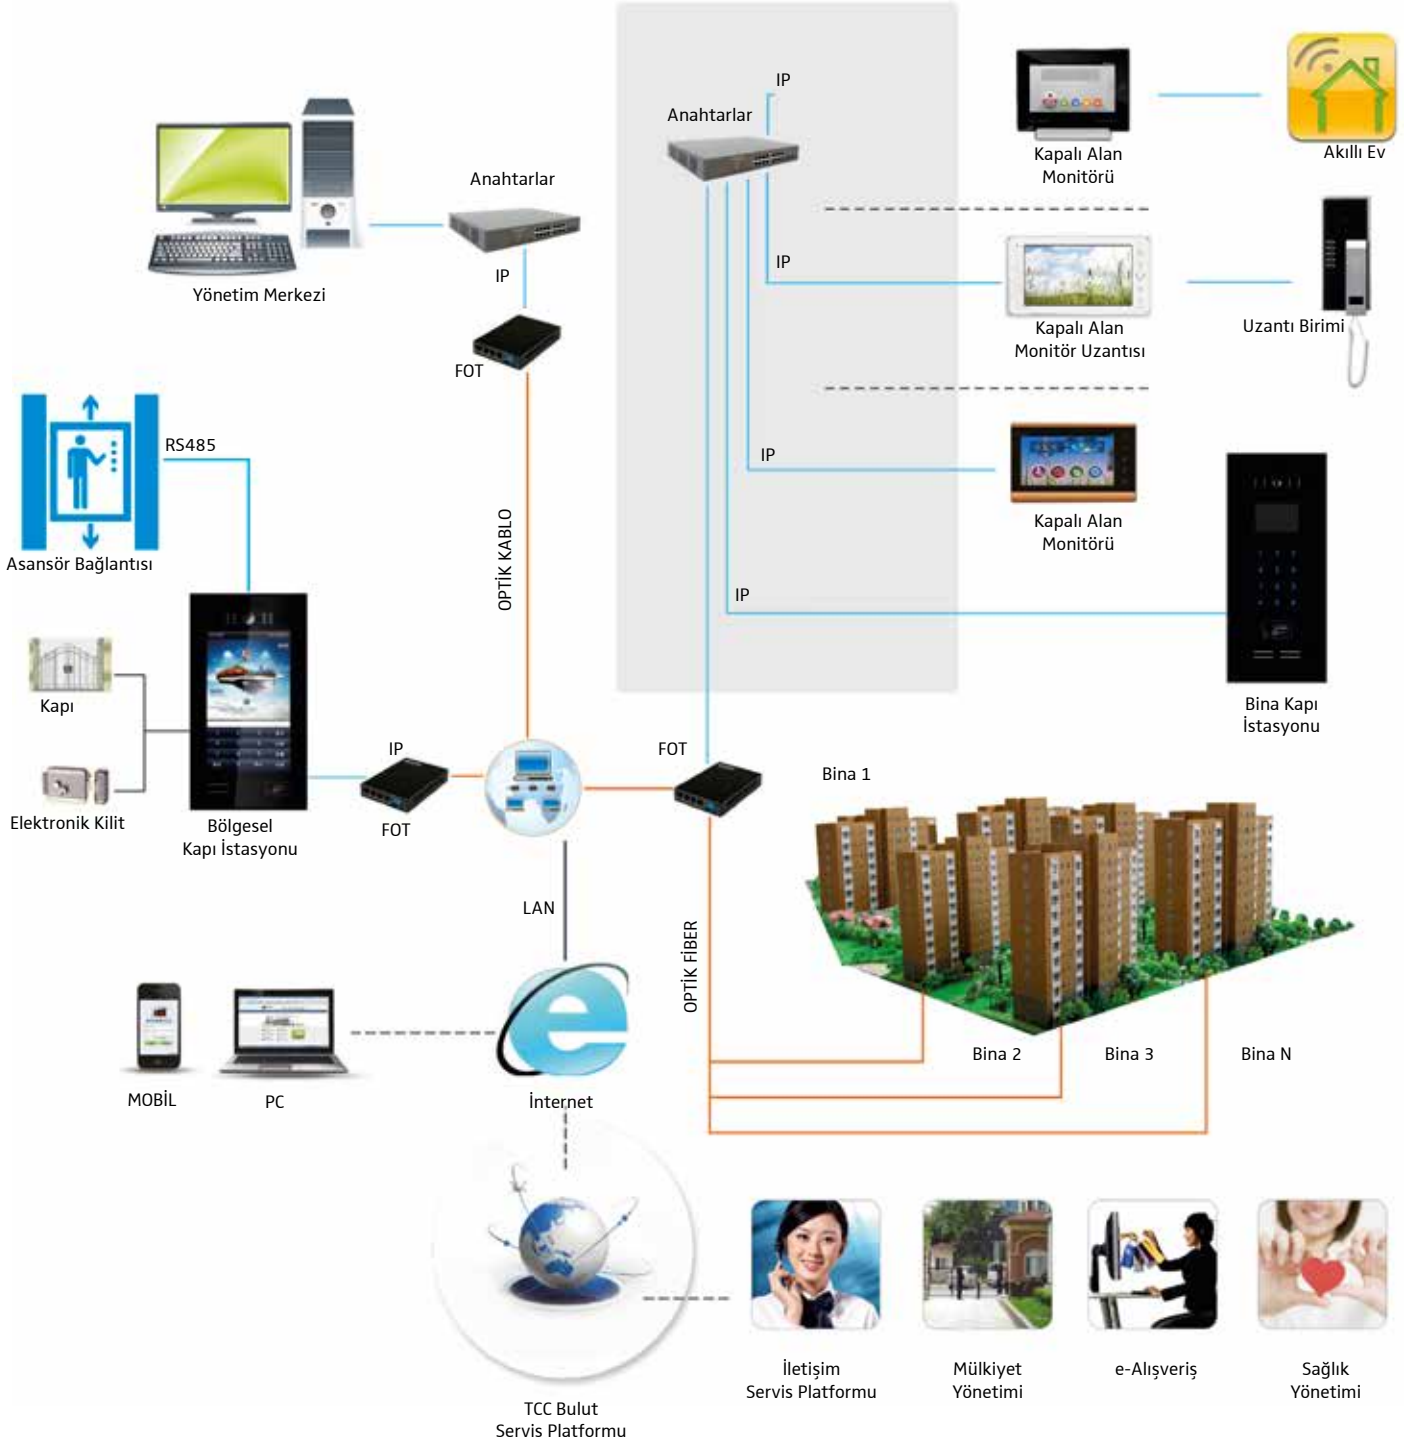 IP
Anahtarlar
Kapalı Alan
Monitörü
Akıllı Ev
Anahtarlar
IP
Yönetim Merkezi
FOT
IP
Kapalı Alan
Monitör Uzantısı
Uzantı Birimi
RS485
Asansör Bağlantısı
OPTİK KABLO
IP
Kapalı Alan
Monitörü
IP
Bina Kapı
İstasyonu
Kapı
Elektronik Kilit
Bölgesel
Kapı İstasyonu
IP
FOT
FOT
Bina 1
LAN
OPTİK FİBER
Bina 2
Bina 3
Bina N
MOBİL
PC
İnternet
TCC Bulut
Servis Platformu
İletişim
Servis Platformu
Mülkiyet
Yönetimi
e-Alışveriş
Sağlık
Yönetimi